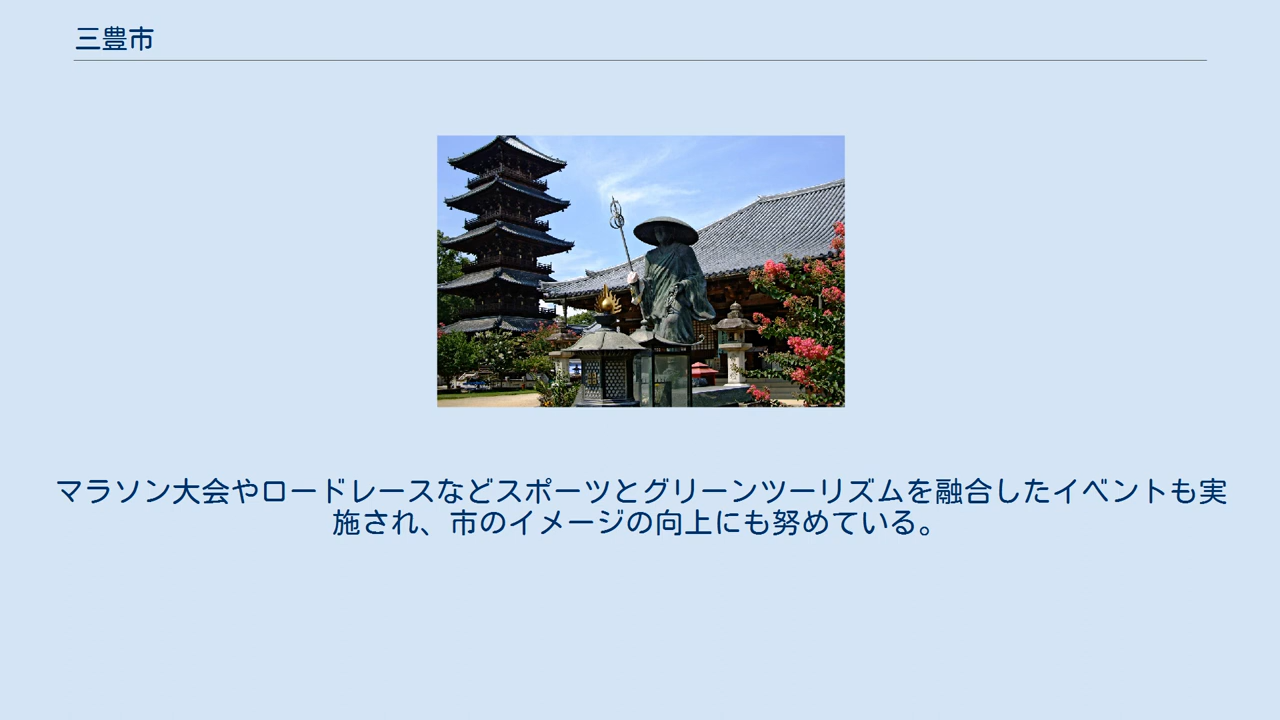 三豊市
マラソン大会やロードレースなどスポーツとグリーンツーリズムを融合したイベントも実
施され、市のイメージの向上にも努めている。